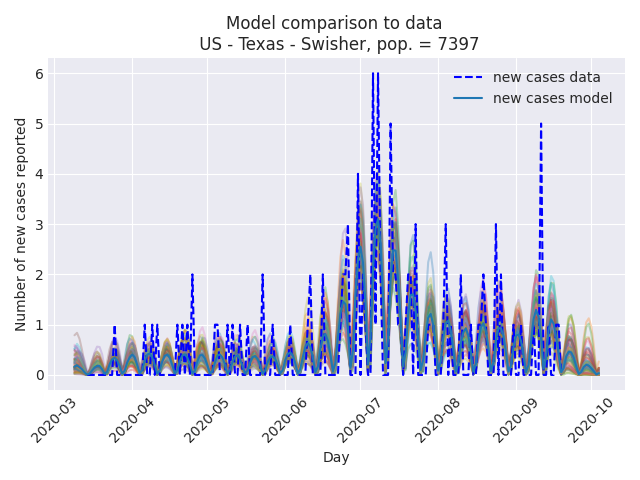 Model comparison to data
US - Texas - Swisher, pop. = 7397
new cases data
new cases model
Number of new cases reported
6
5
4
3
2
1
0
2020-03
2020-04
2020-05
2020-06
2020-07
2020-08
2020-09
2020-10
Day